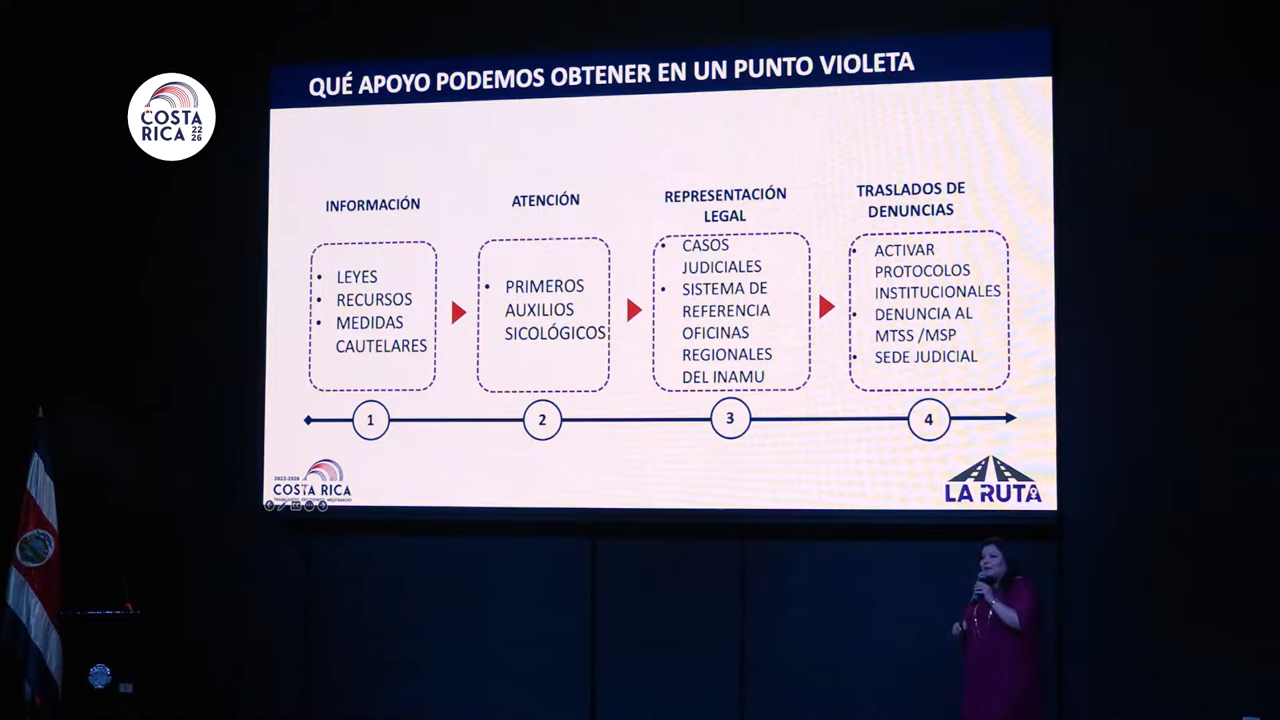 COSTA
RICA 22
26
QUÉ APOYO PODEMOS OBTENER EN UN PUNTO VIOLETA
INFORMACIÓN
• LEYES
• RECURSOS
• MEDIDAS
CAUTELARES
1
ATENCIÓN
• PRIMEROS
AUXILIOS
SICOLÓGICOS
2
REPRESENTACIÓN
LEGAL
• CASOS
JUDICIALES
• SISTEMA DE
REFERENCIA
OFICINAS
REGIONALES
DEL INAMU
3
TRASLADOS DE
DENUNCIAS
• ACTIVAR
PROTOCOLOS
INSTITUCIONALES
• DENUNCIA AL
MTSS /MSP
• SEDE JUDICIAL
4
2022-2026
COSTA RICA
LA RUTA